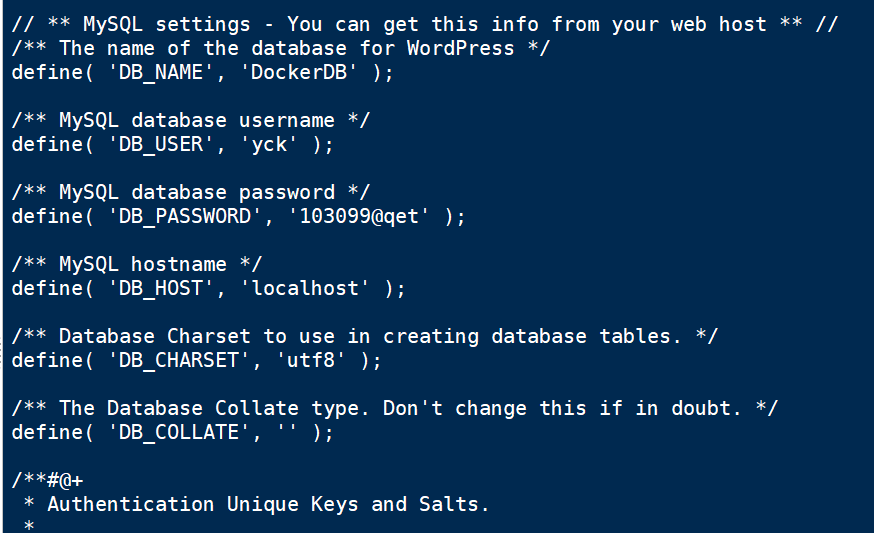 // ** MySQL settings - You can get this info from your web host ** //
/** The name of the database for WordPress */
define( 'DB_NAME', 'DockerDB' );
/** MySQL database username */
define( 'DB_USER', 'yck' );
/** MySQL database password */
define( 'DB_PASSWORD', '103099@qet' );
/** MySQL hostname */
define( 'DB_HOST', 'localhost' );
/** Database Charset to use in creating database tables. */
define( 'DB_CHARSET', 'utf8' );
/** The Database Collate type. Don't change this if in doubt. */
define( 'DB_COLLATE', '' );
/**#@+
 * Authentication Unique Keys and Salts.
 *